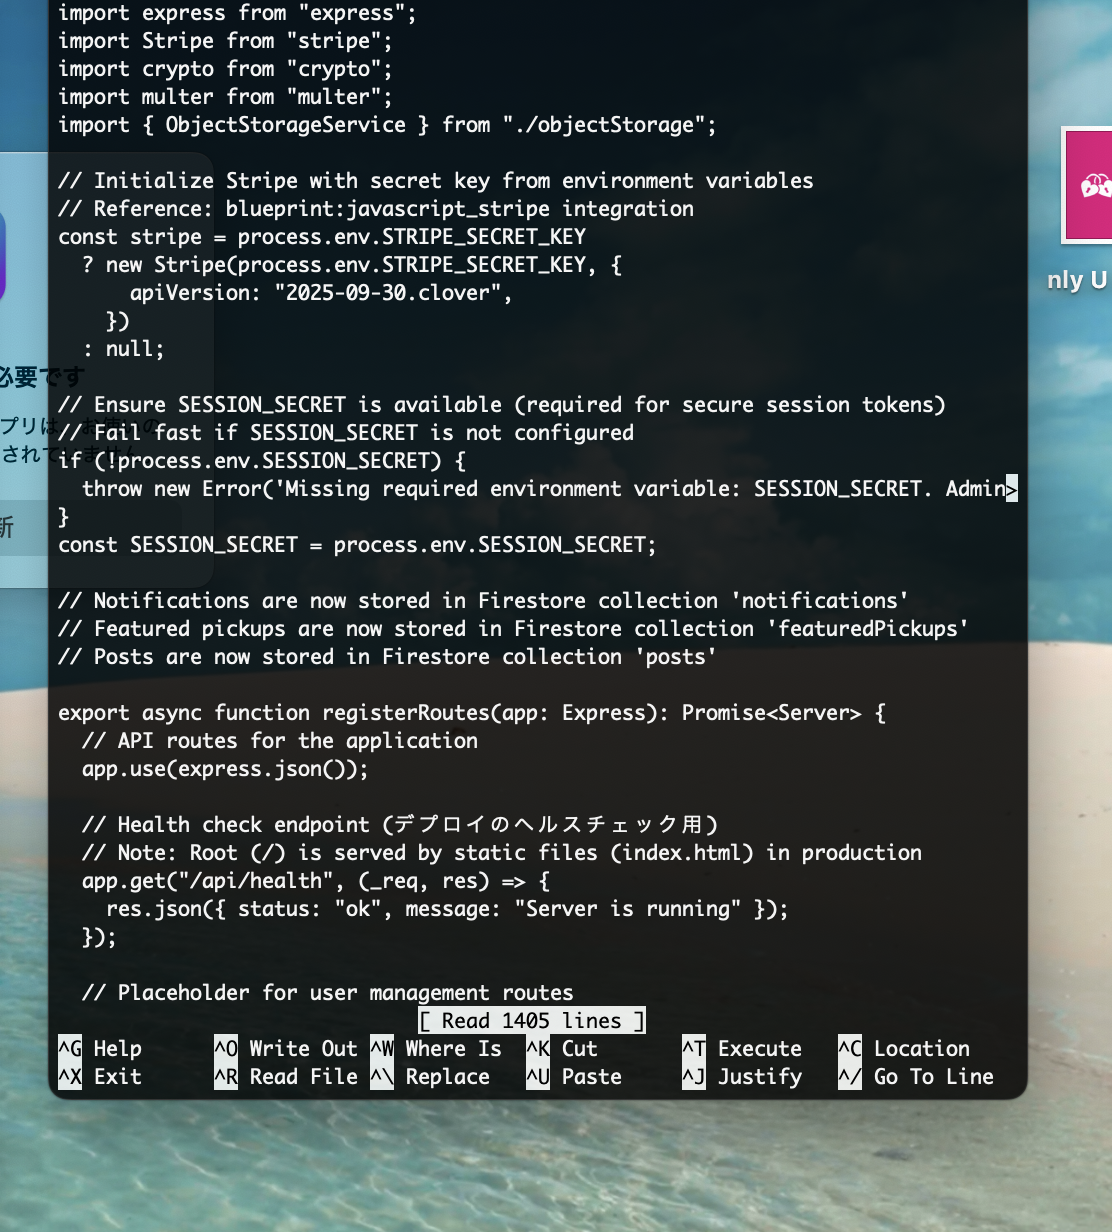 import express from "express";
import Stripe from "stripe";
import crypto from "crypto";
import multer from "multer";
import { ObjectStorageService } from "./objectStorage";
// Initialize Stripe with secret key from environment variables
// Reference: blueprint:javascript_stripe integration
const stripe = process.env.STRIPE_SECRET_KEY
  ? new Stripe(process.env.STRIPE_SECRET_KEY, {
      apiVersion: "2025-09-30.clover",
    })
  : null;
// Ensure SESSION_SECRET is available (required for secure session tokens)
// Fail fast if SESSION_SECRET is not configured
if (!process.env.SESSION_SECRET) {
  throw new Error('Missing required environment variable: SESSION_SECRET. Admin>
}
const SESSION_SECRET = process.env.SESSION_SECRET;
// Notifications are now stored in Firestore collection 'notifications'
// Featured pickups are now stored in Firestore collection 'featuredPickups'
// Posts are now stored in Firestore collection 'posts'
export async function registerRoutes(app: Express): Promise<Server> {
  // API routes for the application
  app.use(express.json());
  // Health check endpoint (デプロイのヘルスチェック用)
  // Note: Root (/) is served by static files (index.html) in production
  app.get("/api/health", (_req, res) => {
    res.json({ status: "ok", message: "Server is running" });
  });
  // Placeholder for user management routes
[ Read 1405 lines ]
^G Help ^O Write Out ^W Where Is ^K Cut ^T Execute ^C Location
^X Exit ^R Read File ^\ Replace ^U Paste ^J Justify ^/ Go To Line
必要です
プリは、お使いの
されていません
新
nly U